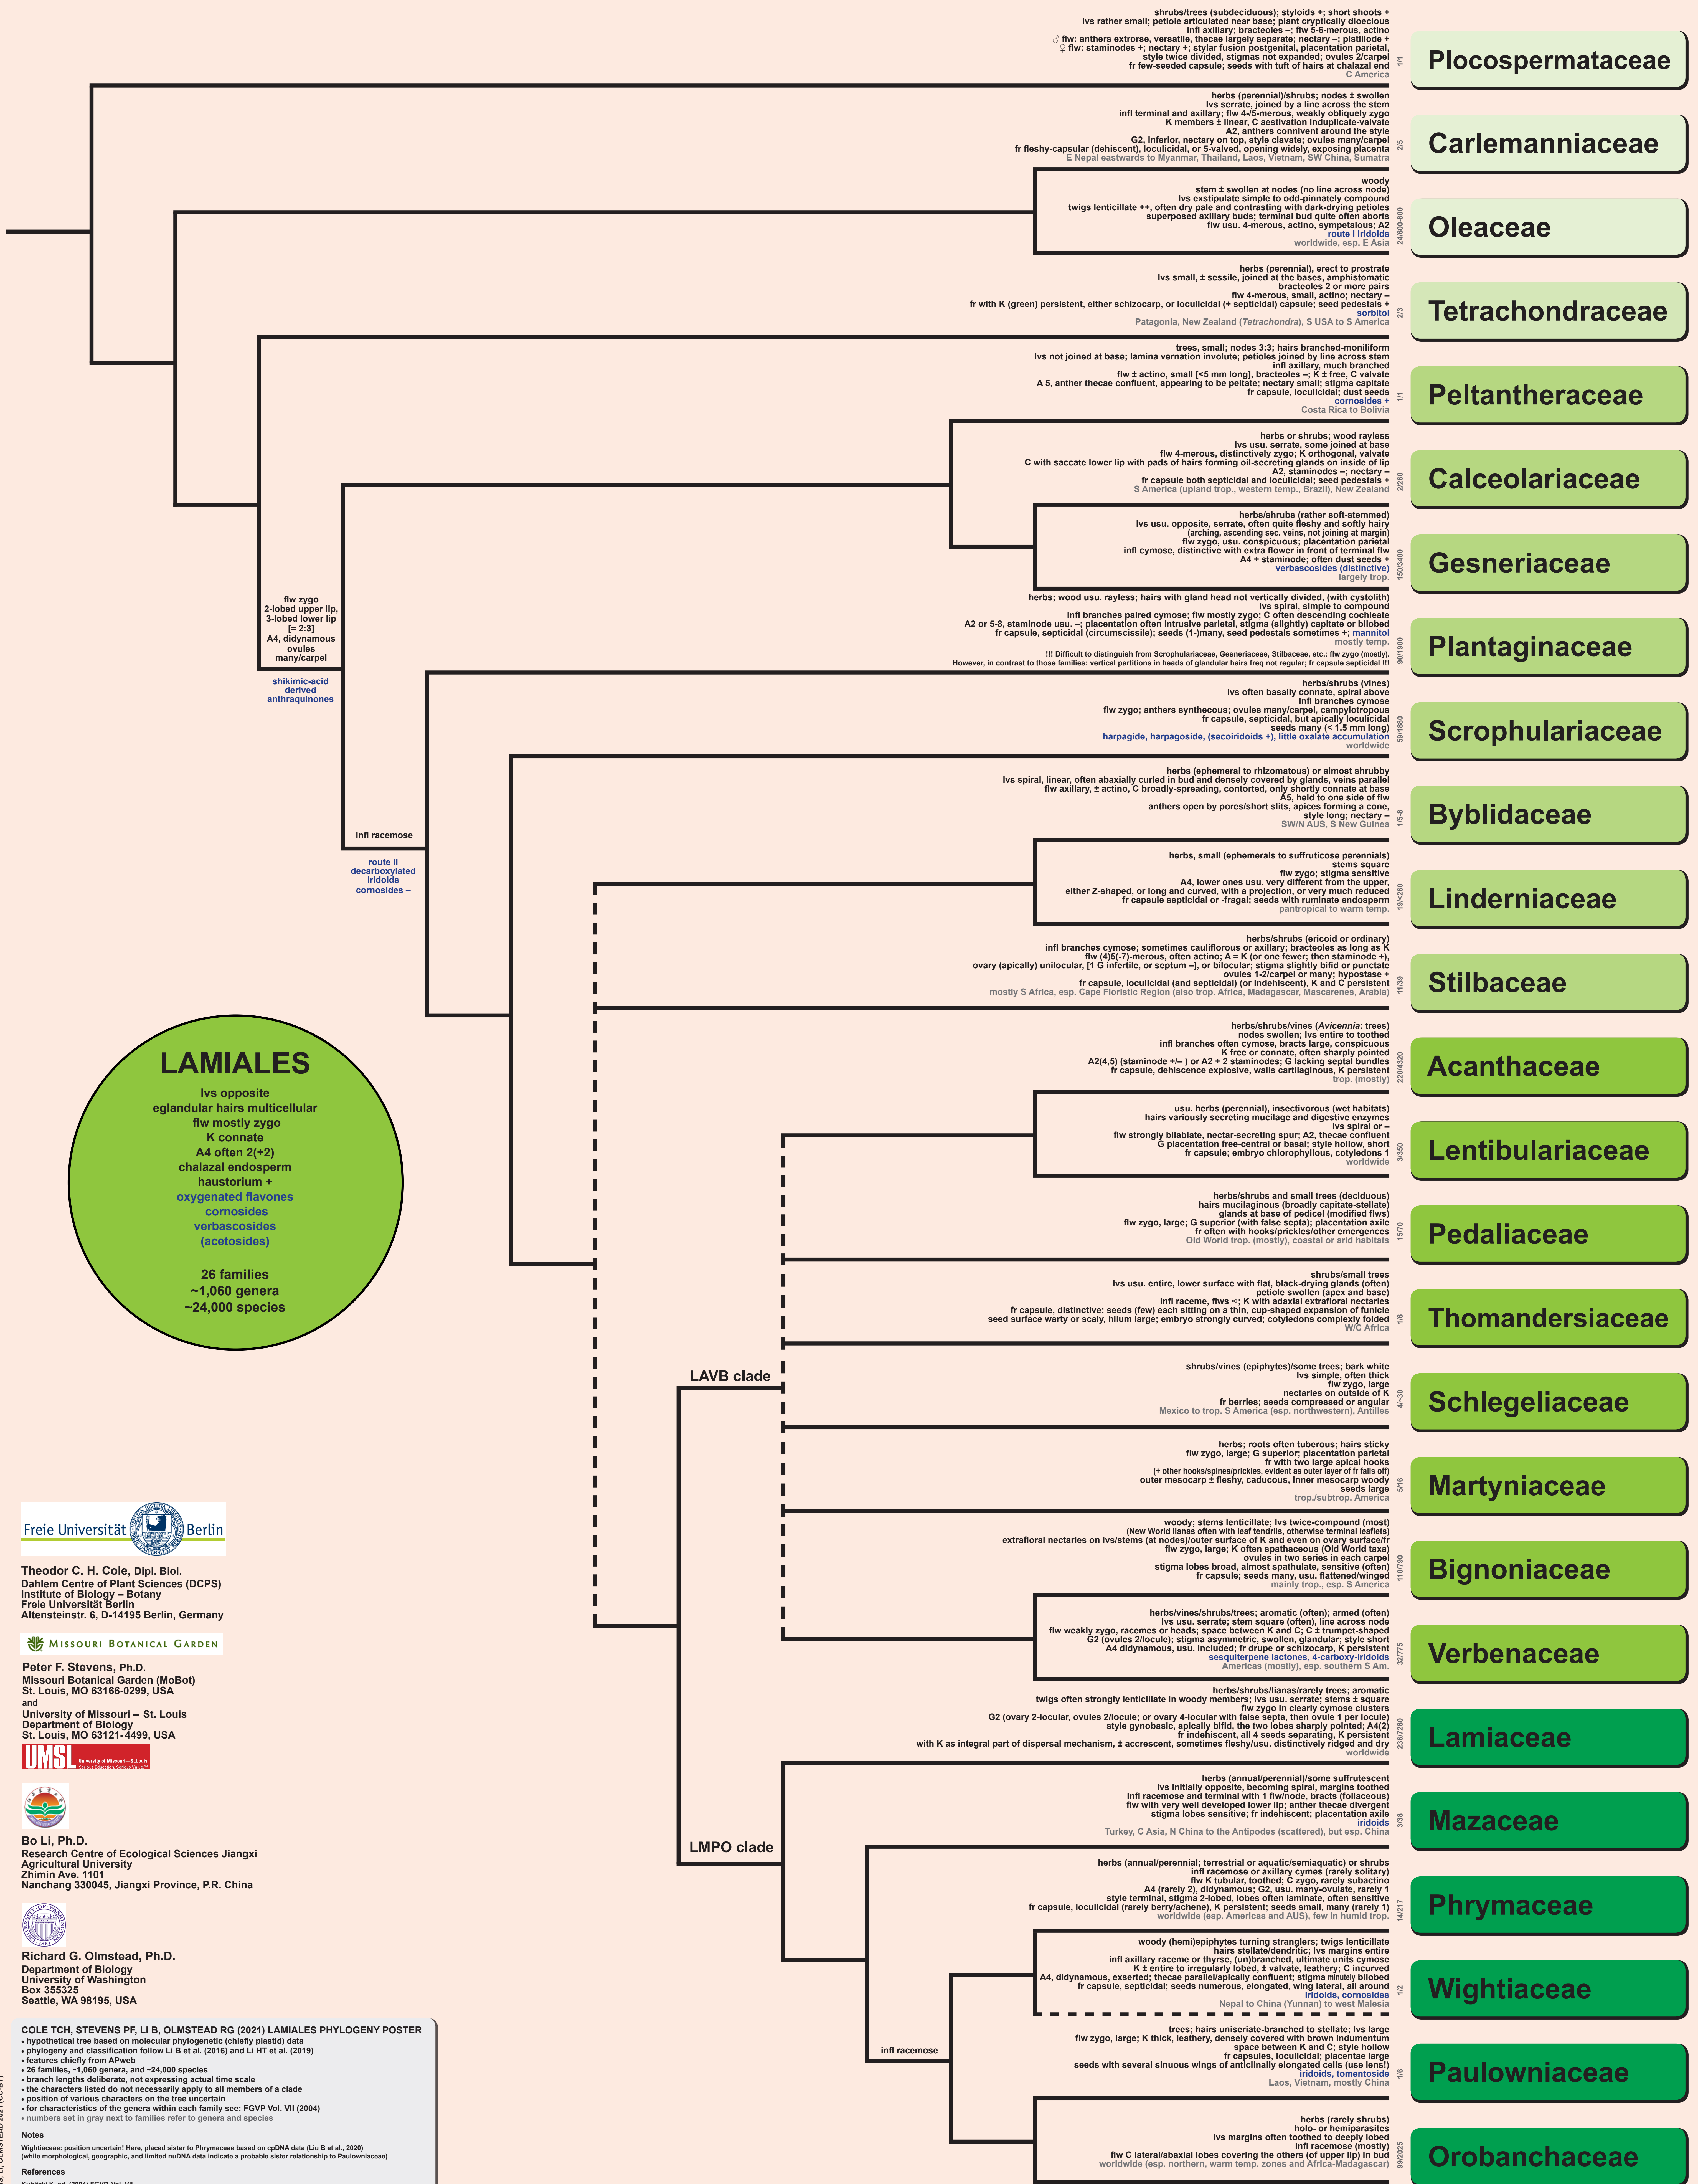 shrubs/trees (subdeciduous); styloids +; short shoots +
lvs rather small; petiole articulated near base; plant cryptically dioecious
infl axillary; bracteoles –; flw 5-6-merous, actino
♂ flw: anthers extrorse, versatile, thecae largely separate; nectary –; pistillode +
♀ flw: staminodes +; nectary +; stylar fusion postgenital, placentation parietal,
style twice divided, stigmas not expanded; ovules 2/carpel
fr few-seeded capsule; seeds with tuft of hairs at chalazal end
C America
1/1
Plocospermataceae
herbs (perennial)/shrubs; nodes ± swollen
lvs serrate, joined by a line across the stem
infl terminal and axillary; flw 4-/5-merous, weakly obliquely zygo
K members ± linear, C aestivation induplicate-valvate
A2, anthers connivent around the style
G2, inferior, nectary on top, style clavate; ovules many/carpel
fr fleshy-capsular (dehiscent), loculicidal, or 5-valved, opening widely, exposing placenta
E Nepal eastwards to Myanmar, Thailand, Laos, Vietnam, SW China, Sumatra
2/5
Carlemanniaceae
woody
stem ± swollen at nodes (no line across node)
lvs exstipulate simple to odd-pinnately compound
twigs lenticillate ++, often dry pale and contrasting with dark-drying petioles
superposed axillary buds; terminal bud quite often aborts
flw usu. 4-merous, actino, sympetalous; A2
route I iridoids
worldwide, esp. E Asia
24/600-800
Oleaceae
herbs (perennial), erect to prostrate
lvs small, ± sessile, joined at the bases, amphistomatic
bracteoles 2 or more pairs
flw 4-merous, small, actino; nectary –
fr with K (green) persistent, either schizocarp, or loculicidal (+ septicidal) capsule; seed pedestals +
sorbitol
Patagonia, New Zealand (Tetrachondra), S USA to S America
2/3
Tetrachondraceae
trees, small; nodes 3:3; hairs branched-moniliform
lvs not joined at base; lamina vernation involute; petioles joined by line across stem
infl axillary, much branched
flw ± actino, small [<5 mm long], bracteoles –; K ± free, C valvate
A 5, anther thecae confluent, appearing to be peltate; nectary small; stigma capitate
fr capsule, loculicidal; dust seeds
cornosides +
Costa Rica to Bolivia
1/1
Peltantheraceae
herbs or shrubs; wood rayless
lvs usu. serrate, some joined at base
flw 4-merous, distinctively zygo; K orthogonal, valvate
C with saccate lower lip with pads of hairs forming oil-secreting glands on inside of lip
A2, staminodes –; nectary –
fr capsule both septicidal and loculicidal; seed pedestals +
S America (upland trop., western temp., Brazil), New Zealand
2/260
Calceolariaceae
herbs/shrubs (rather soft-stemmed)
lvs usu. opposite, serrate, often quite fleshy and softly hairy
(arching, ascending sec. veins, not joining at margin)
flw zygo, usu. conspicuous; placentation parietal
infl cymose, distinctive with extra flower in front of terminal flw
A4 + staminode; often dust seeds +
verbascosides (distinctive)
largely trop.
150/3400
Gesneriaceae
flw zygo
2-lobed upper lip,
3-lobed lower lip
[= 2:3]
A4, didynamous
ovules
many/carpel
shikimic-acid
derived
anthraquinones
herbs; wood usu. rayless; hairs with gland head not vertically divided, (with cystolith)
lvs spiral, simple to compound
infl branches paired cymose; flw mostly zygo; C often descending cochleate
A2 or 5-8, staminode usu. –; placentation often intrusive parietal, stigma (slightly) capitate or bilobed
fr capsule, septicidal (circumscissile); seeds (1-)many, seed pedestals sometimes +; mannitol
mostly temp.
!!! Difficult to distinguish from Scrophulariaceae, Gesneriaceae, Stilbaceae, etc.: flw zygo (mostly).
However, in contrast to those families: vertical partitions in heads of glandular hairs freq not regular; fr capsule septicidal !!!
90/1900
Plantaginaceae
herbs/shrubs (vines)
lvs often basally connate, spiral above
infl branches cymose
flw zygo; anthers synthecous; ovules many/carpel, campylotropous
fr capsule, septicidal, but apically loculicidal
seeds many (< 1.5 mm long)
harpagide, harpagoside, (secoiridoids +), little oxalate accumulation
worldwide
59/1880
Scrophulariaceae
infl racemose
route II
decarboxylated
iridoids
cornosides –
herbs (ephemeral to rhizomatous) or almost shrubby
lvs spiral, linear, often abaxially curled in bud and densely covered by glands, veins parallel
flw axillary, ± actino, C broadly-spreading, contorted, only shortly connate at base
A5, held to one side of flw
anthers open by pores/short slits, apices forming a cone,
style long; nectary –
SW/N AUS, S New Guinea
1/5-8
Byblidaceae
herbs, small (ephemerals to suffruticose perennials)
stems square
flw zygo; stigma sensitive
A4, lower ones usu. very different from the upper,
either Z-shaped, or long and curved, with a projection, or very much reduced
fr capsule septicidal or -fragal; seeds with ruminate endosperm
pantropical to warm temp.
19/<260
Linderniaceae
herbs/shrubs (ericoid or ordinary)
infl branches cymose; sometimes cauliflorous or axillary; bracteoles as long as K
flw (4)5(-7)-merous, often actino; A = K (or one fewer; then staminode +),
ovary (apically) unilocular, [1 G infertile, or septum –], or bilocular; stigma slightly bifid or punctate
ovules 1-2/carpel or many; hypostase +
fr capsule, loculicidal (and septicidal) (or indehiscent), K and C persistent
mostly S Africa, esp. Cape Floristic Region (also trop. Africa, Madagascar, Mascarenes, Arabia)
11/39
Stilbaceae
herbs/shrubs/vines (Avicennia: trees)
nodes swollen; lvs entire to toothed
infl branches often cymose, bracts large, conspicuous
K free or connate, often sharply pointed
A2(4,5) (staminode +/– ) or A2 + 2 staminodes; G lacking septal bundles
fr capsule, dehiscence explosive, walls cartilaginous, K persistent
trop. (mostly)
220/4320
Acanthaceae
LAMIALES
lvs opposite
eglandular hairs multicellular
flw mostly zygo
K connate
A4 often 2(+2)
chalazal endosperm
haustorium +
oxygenated flavones
cornosides
verbascosides
(acetosides)
26 families
~1,060 genera
~24,000 species
usu. herbs (perennial), insectivorous (wet habitats)
hairs variously secreting mucilage and digestive enzymes
lvs spiral or –
flw strongly bilabiate, nectar-secreting spur; A2, thecae confluent
G placentation free-central or basal; style hollow, short
fr capsule; embryo chlorophyllous, cotyledons 1
worldwide
3/350
Lentibulariaceae
herbs/shrubs and small trees (deciduous)
hairs mucilaginous (broadly capitate-stellate)
glands at base of pedicel (modified flws)
flw zygo, large; G superior (with false septa); placentation axile
fr often with hooks/prickles/other emergences
Old World trop. (mostly), coastal or arid habitats
15/70
Pedaliaceae
shrubs/small trees
lvs usu. entire, lower surface with flat, black-drying glands (often)
petiole swollen (apex and base)
infl raceme, flws ∞; K with adaxial extrafloral nectaries
fr capsule, distinctive: seeds (few) each sitting on a thin, cup-shaped expansion of funicle
seed surface warty or scaly, hilum large; embryo strongly curved; cotyledons complexly folded
W/C Africa
1/6
Thomandersiaceae
LAVB clade
shrubs/vines (epiphytes)/some trees; bark white
lvs simple, often thick
flw zygo, large
nectaries on outside of K
fr berries; seeds compressed or angular
Mexico to trop. S America (esp. northwestern), Antilles
4/~30
Schlegeliaceae
herbs; roots often tuberous; hairs sticky
flw zygo, large; G superior; placentation parietal
fr with two large apical hooks
(+ other hooks/spines/prickles, evident as outer layer of fr falls off)
outer mesocarp ± fleshy, caducous, inner mesocarp woody
seeds large
trop./subtrop. America
5/16
Martyniaceae
woody; stems lenticillate; lvs twice-compound (most)
(New World lianas often with leaf tendrils, otherwise terminal leaflets)
extrafloral nectaries on lvs/stems (at nodes)/outer surface of K and even on ovary surface/fr
flw zygo, large; K often spathaceous (Old World taxa)
ovules in two series in each carpel
stigma lobes broad, almost spathulate, sensitive (often)
fr capsule; seeds many, usu. flattened/winged
mainly trop., esp. S America
110/790
Bignoniaceae
herbs/vines/shrubs/trees; aromatic (often); armed (often)
lvs usu. serrate; stem square (often), line across node
flw weakly zygo, racemes or heads; space between K and C; C ± trumpet-shaped
G2 (ovules 2/locule); stigma asymmetric, swollen, glandular; style short
A4 didynamous, usu. included; fr drupe or schizocarp, K persistent
sesquiterpene lactones, 4-carboxy-iridoids
Americas (mostly), esp. southern S Am.
32/775
Verbenaceae
herbs/shrubs/lianas/rarely trees; aromatic
twigs often strongly lenticillate in woody members; lvs usu. serrate; stems ± square
flw zygo in clearly cymose clusters
G2 (ovary 2-locular, ovules 2/locule; or ovary 4-locular with false septa, then ovule 1 per locule)
style gynobasic, apically bifid, the two lobes sharply pointed; A4(2)
fr indehiscent, all 4 seeds separating, K persistent
with K as integral part of dispersal mechanism, ± accrescent, sometimes fleshy/usu. distinctively ridged and dry
worldwide
236/7280
Lamiaceae
LMPO clade
herbs (annual/perennial)/some suffrutescent
lvs initially opposite, becoming spiral, margins toothed
infl racemose and terminal with 1 flw/node, bracts (foliaceous)
flw with very well developed lower lip; anther thecae divergent
stigma lobes sensitive; fr indehiscent; placentation axile
iridoids
Turkey, C Asia, N China to the Antipodes (scattered), but esp. China
3/38
Mazaceae
herbs (annual/perennial; terrestrial or aquatic/semiaquatic) or shrubs
infl racemose or axillary cymes (rarely solitary)
flw K tubular, toothed; C zygo, rarely subactino
A4 (rarely 2), didynamous; G2, usu. many-ovulate, rarely 1
style terminal, stigma 2-lobed, lobes often laminate, often sensitive
fr capsule, loculicidal (rarely berry/achene), K persistent; seeds small, many (rarely 1)
worldwide (esp. Americas and AUS), few in humid trop.
14/217
Phrymaceae
woody (hemi)epiphytes turning stranglers; twigs lenticillate
hairs stellate/dendritic; lvs margins entire
infl axillary raceme or thyrse, (un)branched, ultimate units cymose
K ± entire to irregularly lobed, ± valvate, leathery; C incurved
A4, didynamous, exserted; thecae parallel/apically confluent; stigma minutely bilobed
fr capsule, septicidal; seeds numerous, elongated, wing lateral, all around
iridoids, cornosides
Nepal to China (Yunnan) to west Malesia
1/2
Wightiaceae
infl racemose
trees; hairs uniseriate-branched to stellate; lvs large
flw zygo, large; K thick, leathery, densely covered with brown indumentum
space between K and C; style hollow
fr capsules, loculicidal; placentae large
seeds with several sinuous wings of anticlinally elongated cells (use lens!)
iridoids, tomentoside
Laos, Vietnam, mostly China
1/6
Paulowniaceae
herbs (rarely shrubs)
holo- or hemiparasites
lvs margins often toothed to deeply lobed
infl racemose (mostly)
flw C lateral/abaxial lobes covering the others (of upper lip) in bud
worldwide (esp. northern, warm temp. zones and Africa-Madagascar)
99/2025
Orobanchaceae
Freie Universität Berlin
Theodor C. H. Cole, Dipl. Biol.
Dahlem Centre of Plant Sciences (DCPS)
Institute of Biology – Botany
Freie Universität Berlin
Altensteinstr. 6, D-14195 Berlin, Germany
MISSOURI BOTANICAL GARDEN
Peter F. Stevens, Ph.D.
Missouri Botanical Garden (MoBot)
St. Louis, MO 63166-0299, USA
and
University of Missouri – St. Louis
Department of Biology
St. Louis, MO 63121-4499, USA
UMSL University of Missouri—St.Louis
Bo Li, Ph.D.
Research Centre of Ecological Sciences Jiangxi
Agricultural University
Zhimin Ave. 1101
Nanchang 330045, Jiangxi Province, P.R. China
Richard G. Olmstead, Ph.D.
Department of Biology
University of Washington
Box 355325
Seattle, WA 98195, USA
COLE TCH, STEVENS PF, LI B, OLMSTEAD RG (2021) LAMIALES PHYLOGENY POSTER
• hypothetical tree based on molecular phylogenetic (chiefly plastid) data
• phylogeny and classification follow Li B et al. (2016) and Li HT et al. (2019)
• features chiefly from APweb
• 26 families, ~1,060 genera, and ~24,000 species
• branch lengths deliberate, not expressing actual time scale
• the characters listed do not necessarily apply to all members of a clade
• position of various characters on the tree uncertain
• for characteristics of the genera within each family see: FGVP Vol. VII (2004)
• numbers set in gray next to families refer to genera and species
Notes
Wightiaceae: position uncertain! Here, placed sister to Phrymaceae based on cpDNA data (Liu B et al., 2020)
(while morphological, geographic, and limited nuDNA data indicate a probable sister relationship to Paulowniaceae)
References